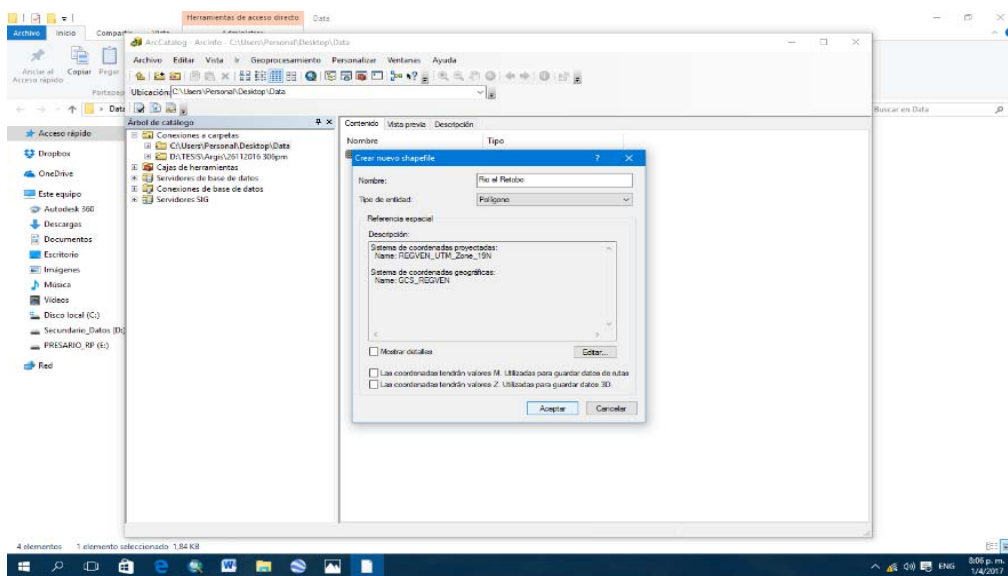 Herramientas de acceso directo
Data
Archivo
Inicio
ArcCatalog - ArcInfo - C:\Users\Personal\Desktop\Data
Archivo Editar Vista Ir Geoprocesamiento Personalizar Ventanas Ayuda
Anclar al
Acceso rápido
Copiar
Pegar
Ubicación: C:\Users\Personal\Desktop\Data
Data
Buscar en Data
Árbol de catálogo
Conexiones a carpetas
C:\Users\Personal\Desktop\Data
D:\TESIS\Argis\26112016 306pm
Cajas de herramientas
Servidores de base de datos
Conexiones de base de datos
Servidores SIG
Acceso rápido
Dropbox
OneDrive
Este equipo
Autodesk 360
Descargas
Documentos
Escritorio
Imágenes
Música
Vídeos
Disco local (C:)
Secundario_Datos (D:)
PRESARIO_RP (E:)
Red
Contenido Vista previa Descripción
Nombre Tipo
Crear nuevo shapefile
Nombre: Rio el Retobo
Tipo de entidad: Polígono
Referencia espacial
Descripción:
Sistema de coordenadas proyectadas:
Name: REGVEN_UTM_Zone_19N
Sistema de coordenadas geográficas:
Name: GCS_REGVEN
Mostrar detalles
Editar...
Las coordenadas tendrán valores M. Utilizadas para guardar datos de rutas
Las coordenadas tendrán valores Z. Utilizadas para guardar datos 3D.
Aceptar Cancelar
4 elementos 1 elemento seleccionado 1,84 KB
ENG
8:06 p. m.
1/4/2017